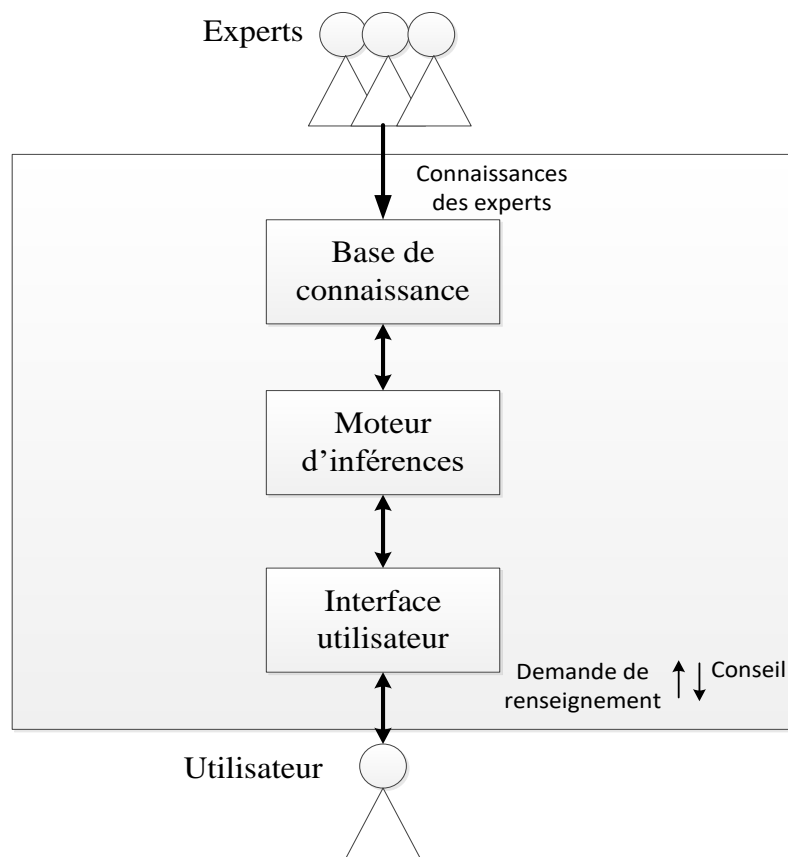 Experts
Connaissances
des experts
Base de
connaissance
Moteur
d’inférences
Interface
utilisateur
Demande de
renseignement
Conseil
Utilisateur